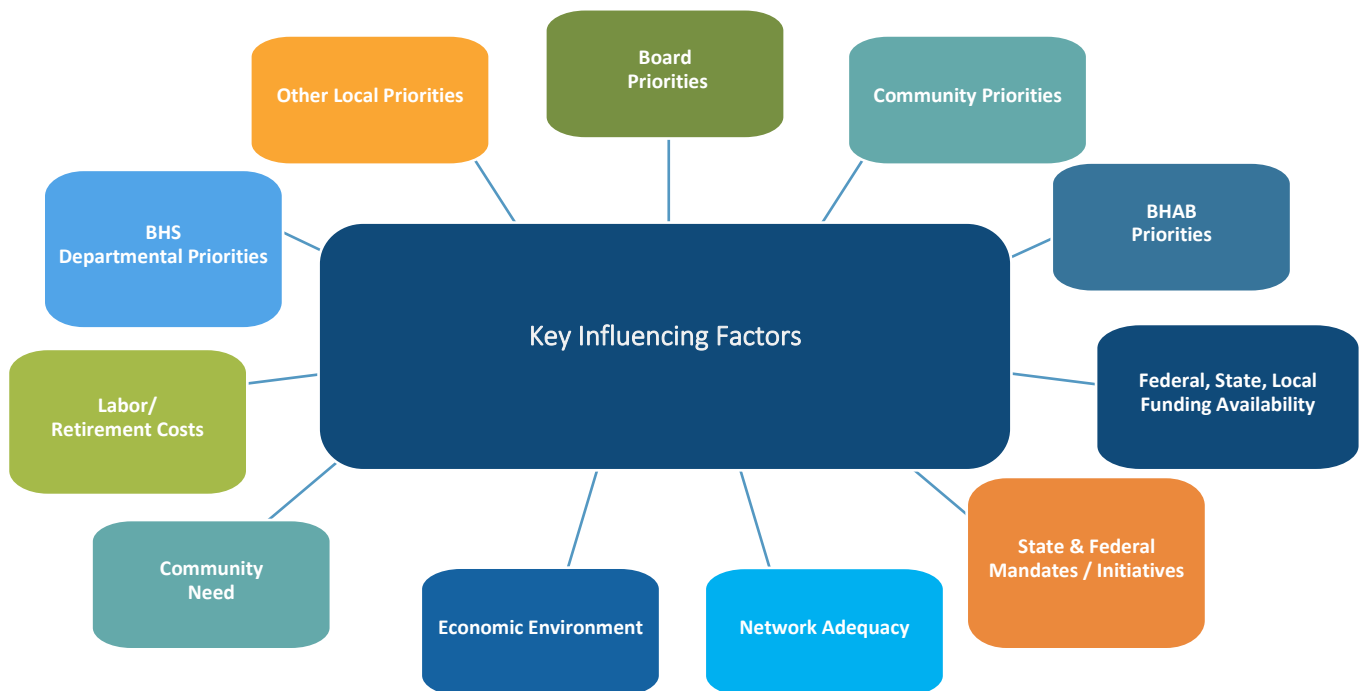 Board
Priorities
Other Local Priorities
Community Priorities
BHS
Departmental Priorities
BHAB
Priorities
Key Influencing Factors
Labor/
Retirement Costs
Federal, State, Local
Funding Availability
Community
Need
State & Federal
Mandates / Initiatives
Economic Environment
Network Adequacy